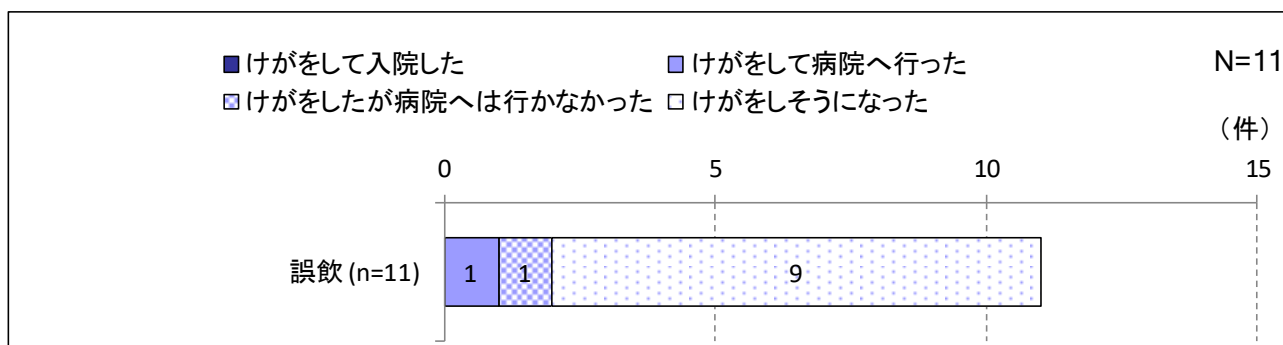 ■けがをして入院した ■けがをして病院へ行った N=11
けがをしたが病院へは行かなかった けがをしそうになった
（件）
0 5 10 15
誤飲 (n=11) 1 1 9